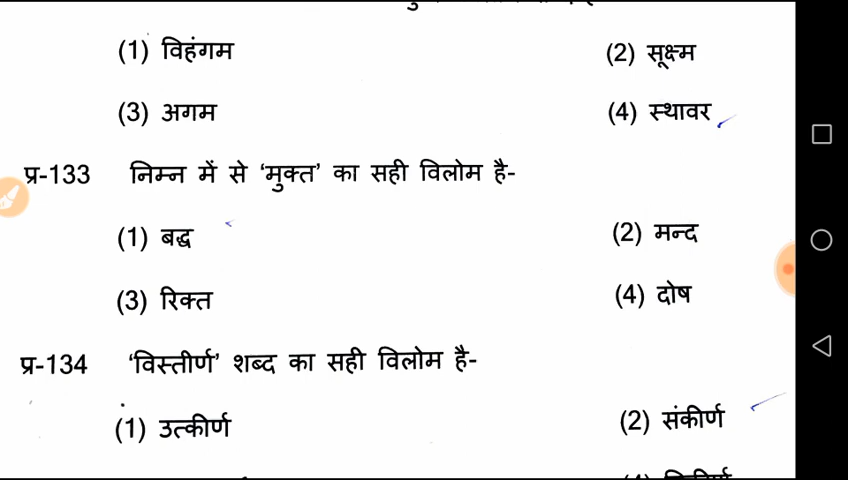 (1) विहंगम (2) सूक्ष्म
(3) अगम (4) स्थावर
प्र-133 निम्न में से ‘मुक्त’ का सही विलोम है-
(1) बद्ध (2) मन्द
(3) रिक्त (4) दोष
प्र-134 ‘विस्तीर्ण’ शब्द का सही विलोम है-
(1) उत्कीर्ण (2) संकीर्ण